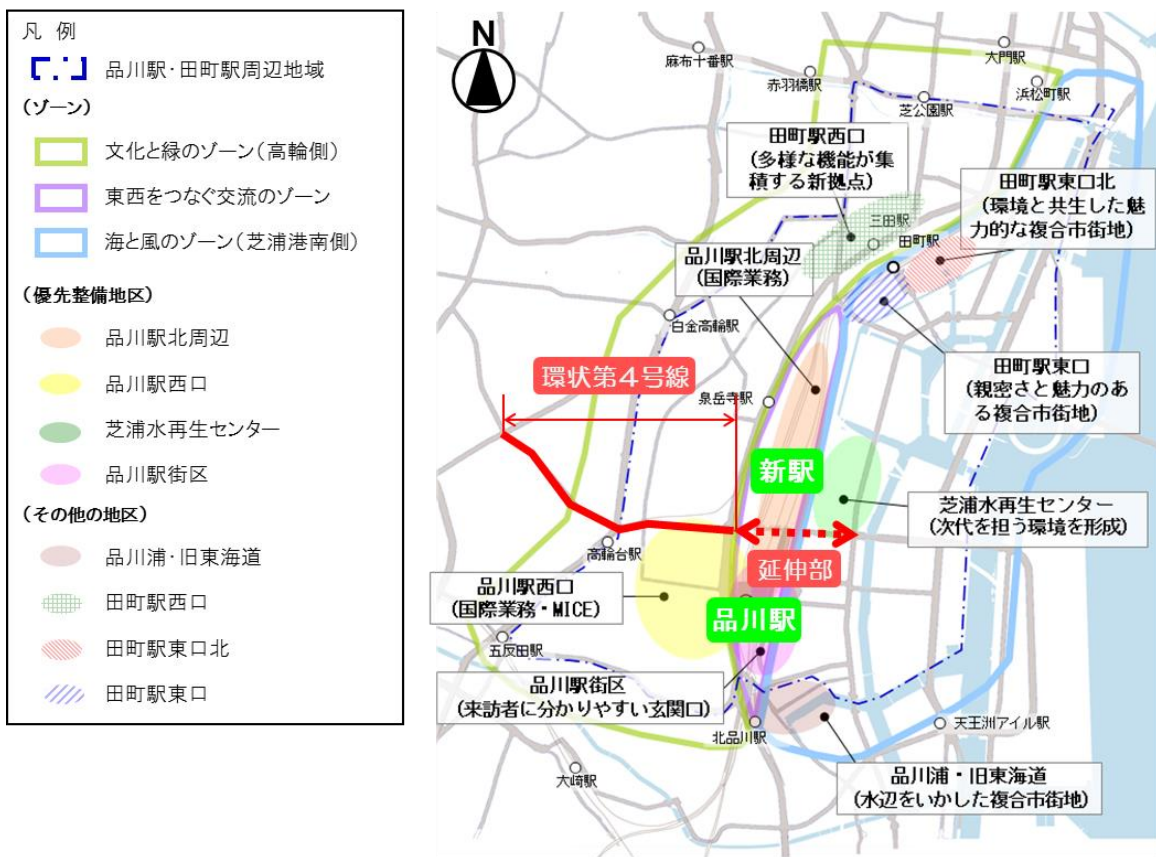 凡 例
品川駅・田町駅周辺地域
(ゾーン)
文化と緑のゾーン(高輪側)
東西をつなぐ交流のゾーン
海と風のゾーン(芝浦港南側)
(優先整備地区)
品川駅北周辺
品川駅西口
芝浦水再生センター
品川駅街区
(その他の地区)
品川浦・旧東海道
田町駅西口
田町駅東口北
田町駅東口
N
麻布十番駅
赤羽橋駅
大門駅
浜松町駅
芝公園駅
田町駅西口
(多様な機能が集
積する新拠点)
田町駅東口北
(環境と共生した魅
力的な複合市街地)
三田駅
田町駅
品川駅北周辺
(国際業務)
白金高輪駅
田町駅東口
(親密さと魅力のあ
る複合市街地)
環状第4号線
泉岳寺駅
新駅
芝浦水再生センター
(次代を担う環境を形成)
高輪台駅
延伸部
品川駅西口
(国際業務・MICE)
品川駅
五反田駅
品川駅街区
(来訪者に分かりやすい玄関口)
北品川駅
天王洲アイル駅
大崎駅
品川浦・旧東海道
(水辺をいかした複合市街地)